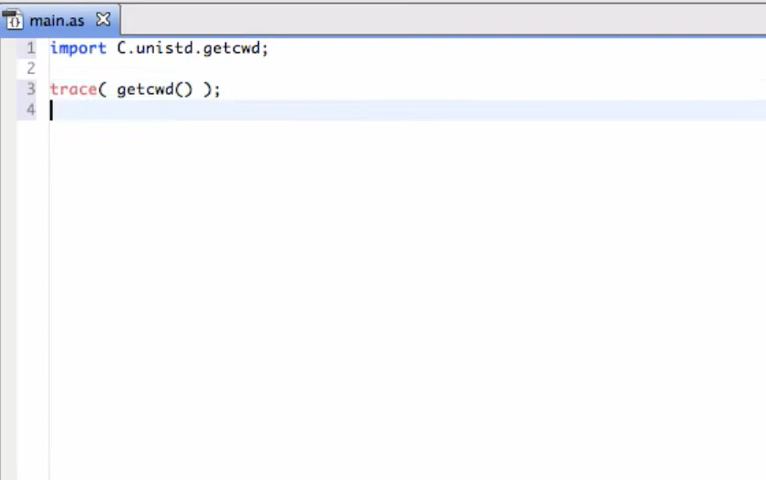 main.as
1 import C.unistd.getcwd;
2
3 trace( getcwd() );
4